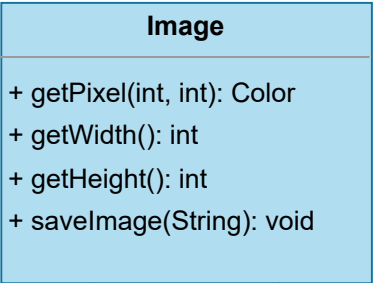 Image
+ getPixel(int, int): Color
+ getWidth(): int
+ getHeight(): int
+ saveImage(String): void